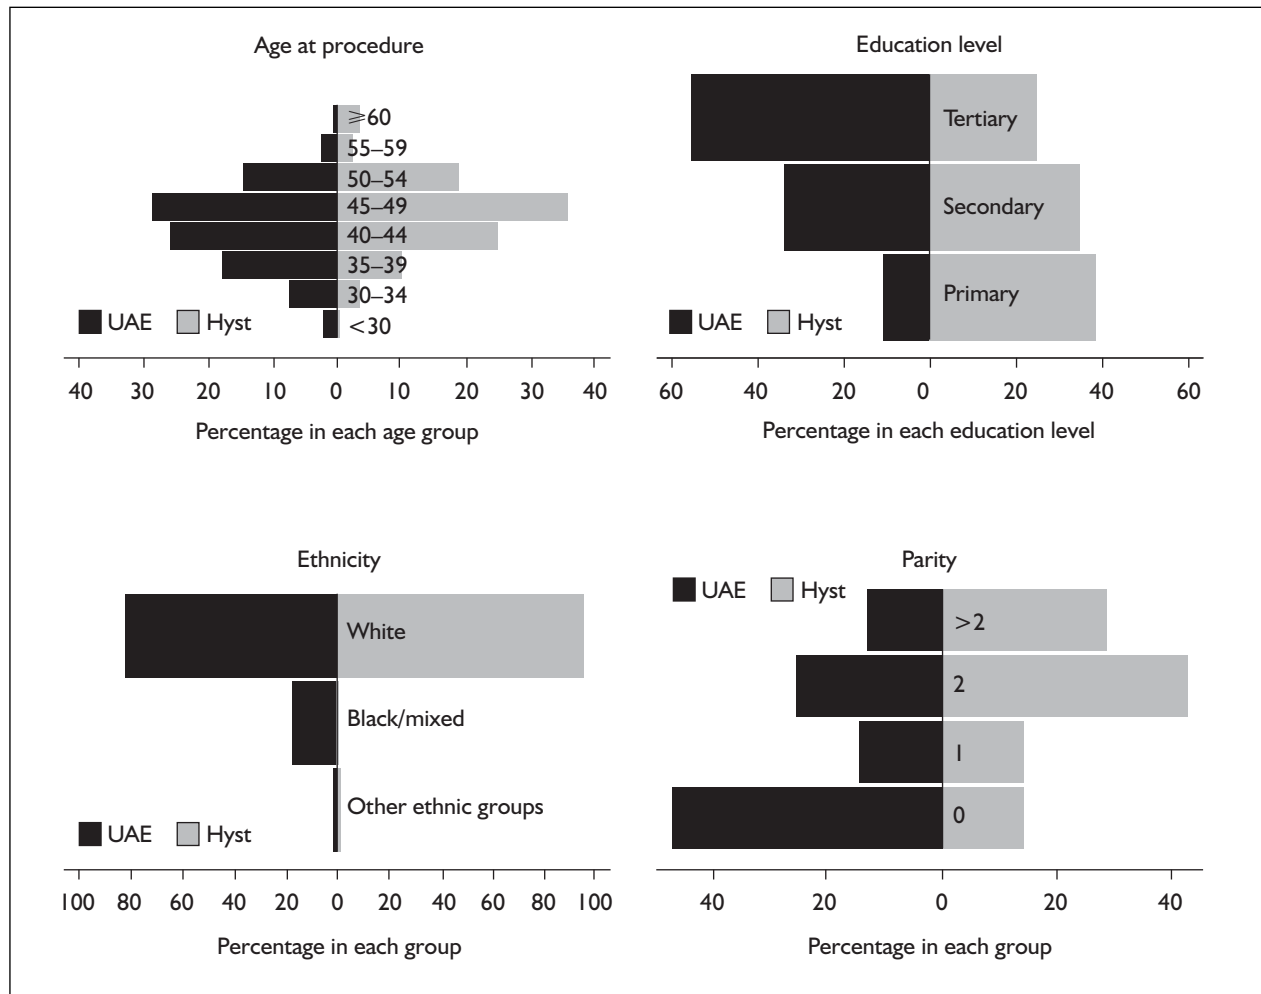 Age at procedure
⩾60
55–59
50–54
45–49
40–44
35–39
30–34
<30
UAE Hyst
40 30 20 10 0 10 20 30 40
Percentage in each age group
Education level
Tertiary
Secondary
Primary
UAE Hyst
60 40 20 0 20 40 60
Percentage in each education level
Ethnicity
White
Black/mixed
Other ethnic groups
UAE Hyst
100 80 60 40 20 0 20 40 60 80 100
Percentage in each group
Parity
UAE Hyst
>2
2
1
0
40 20 0 20 40
Percentage in each group